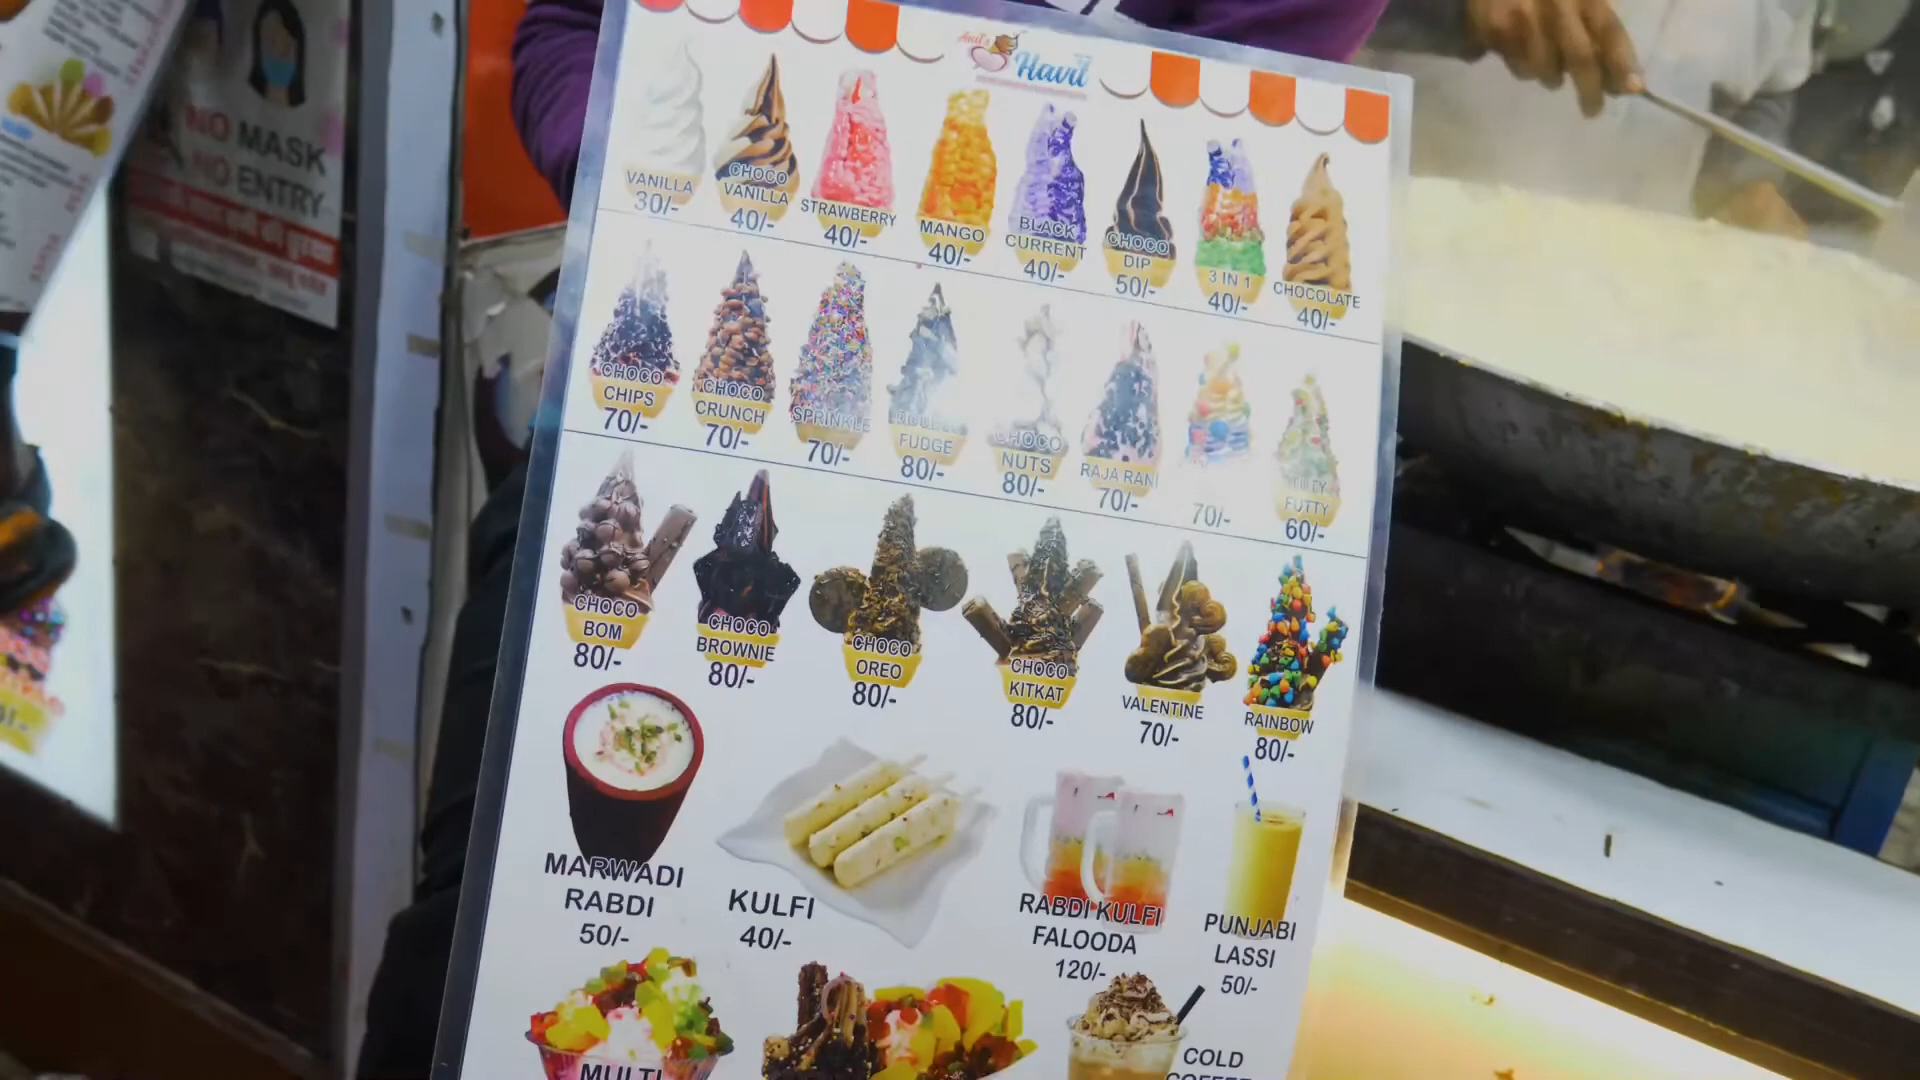 Havit
VANILLA
30/-
CHOCO
VANILLA
40/-
STRAWBERRY
40/-
MANGO
40/-
BLACK
CURRENT
40/-
CHOCO
DIP
50/-
3 IN 1
40/-
CHOCOLATE
40/-
CHOCO
CHIPS
70/-
CHOCO
CRUNCH
70/-
SPRINKLE
70/-
FUDGE
80/-
CHOCO
NUTS
80/-
RAJA RANI
70/-
70/-
FUTTY
60/-
CHOCO
BOM
80/-
CHOCO
BROWNIE
80/-
CHOCO
OREO
80/-
CHOCO
KITKAT
80/-
VALENTINE
70/-
RAINBOW
80/-
MARWADI
RABDI
50/-
KULFI
40/-
RABDI KULFI
FALOODA
120/-
PUNJABI
LASSI
50/-
MULTI
COLD
COFFEE
NO MASK
NO ENTRY